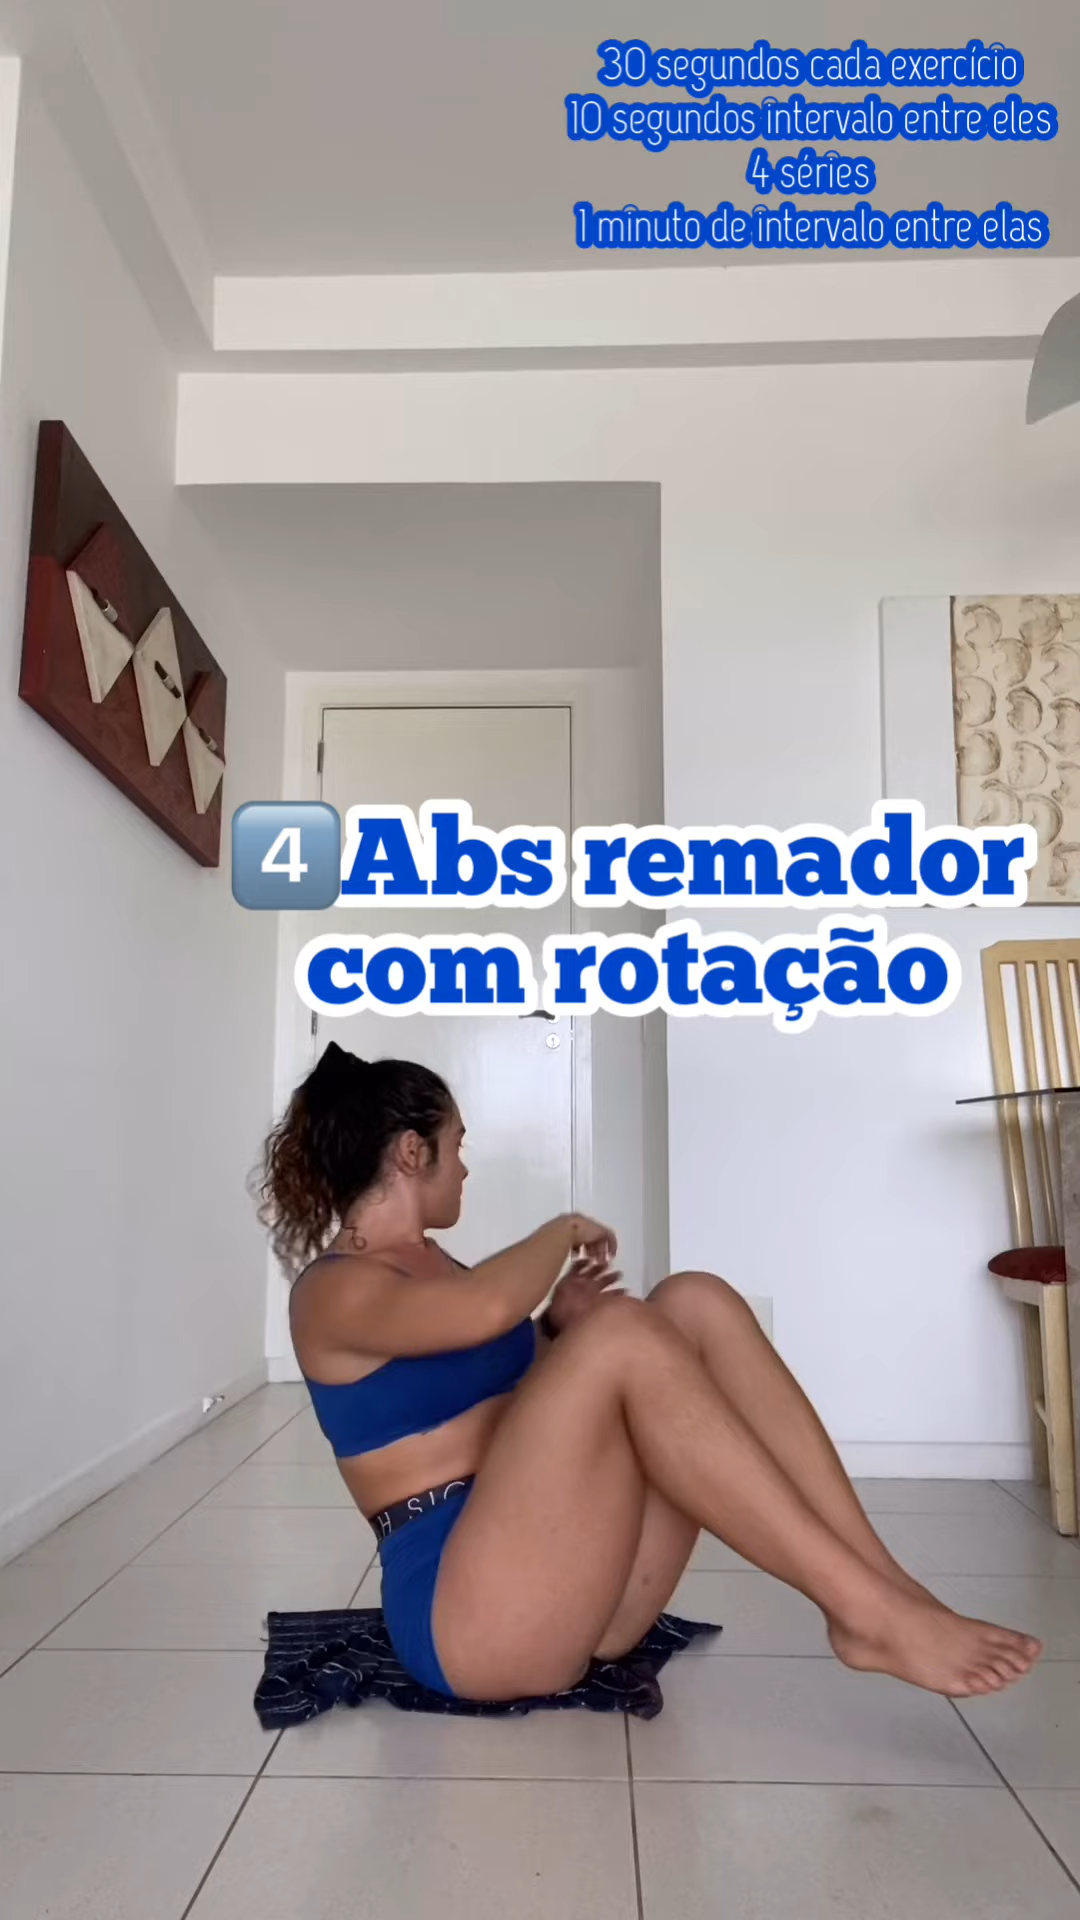 30 segundos cada exercício
10 segundos intervalo entre eles
4 séries
1 minuto de intervalo entre elas
4 Abs remador
com rotação